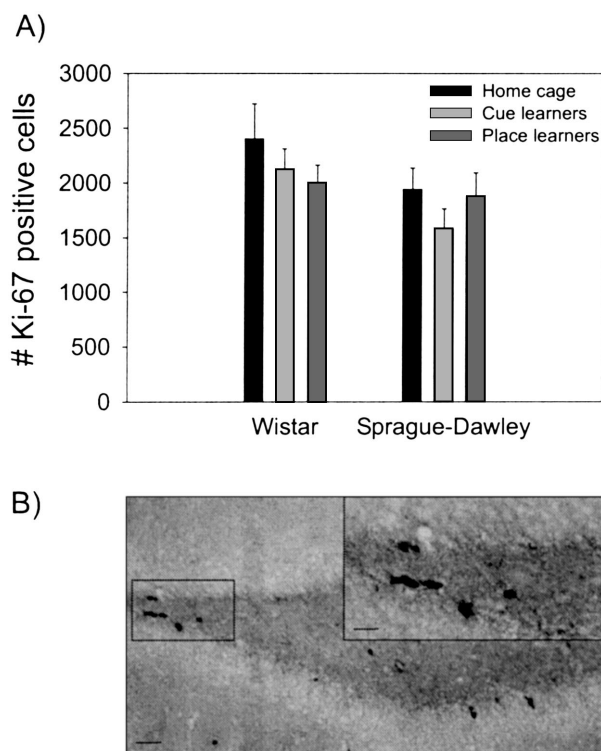 A)
# Ki-67 positive cells
3000
2500
2000
1500
1000
500
0
Home cage
Cue learners
Place learners
Wistar
Sprague-Dawley
B)